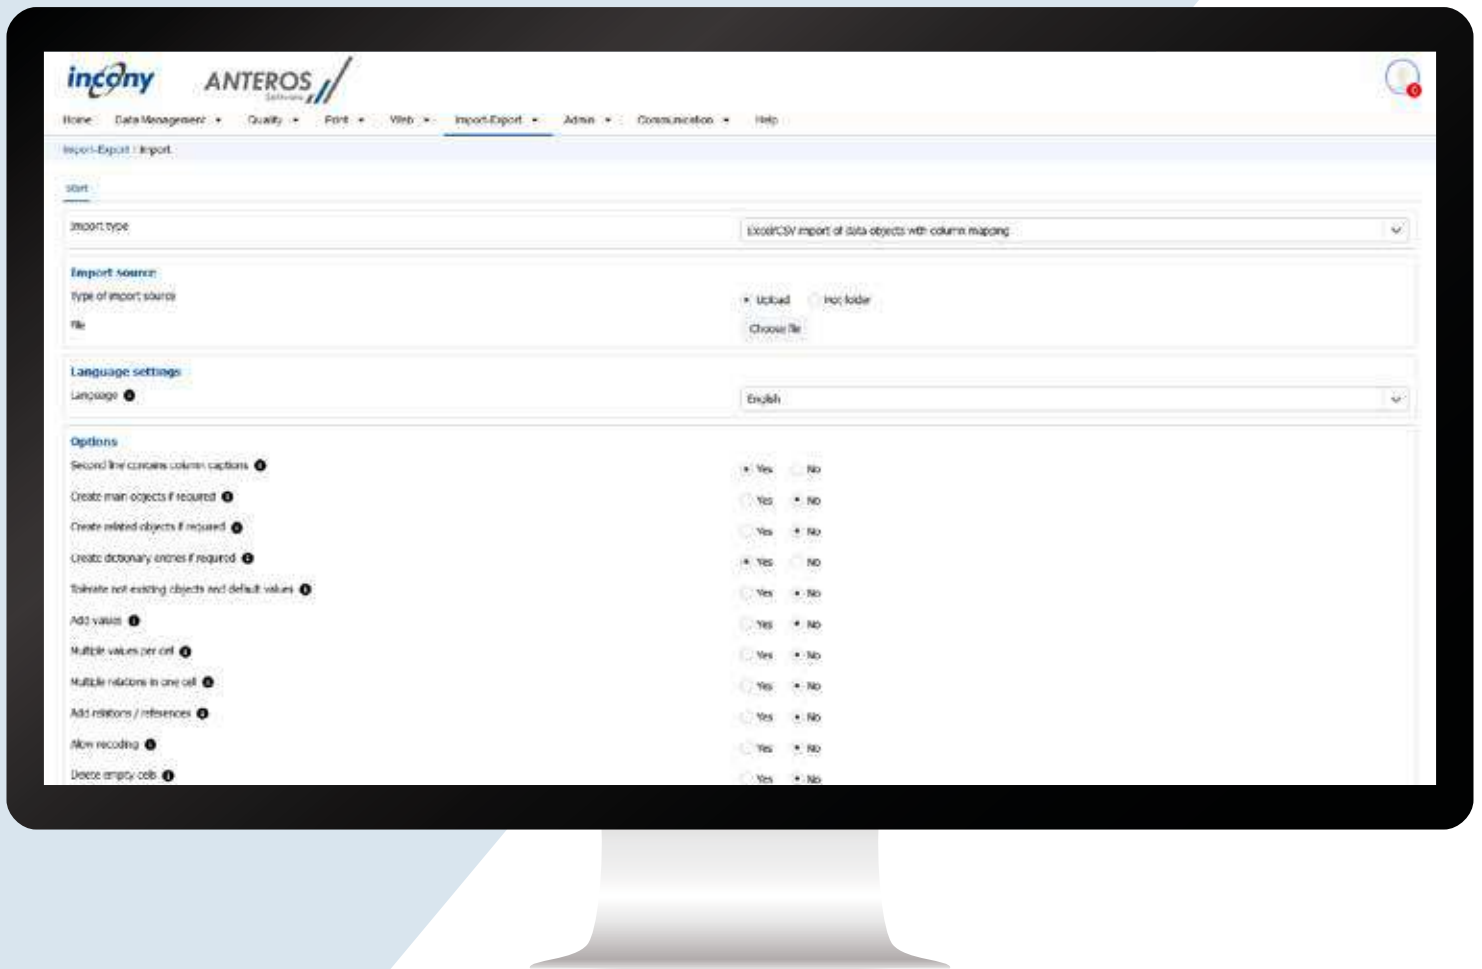 incony ANTEROS
Software
Home Data Management Quality Print Web Import-Export Admin Communication Help
Import-Export / Import
Start
Import type Excel/CSV import of data objects with column mapping
Import source
Type of import source Upload Hot folder
File Choose file
Language settings
Language English
Options
Second line contains column captions Yes No
Create main objects if required Yes No
Create related objects if required Yes No
Create dictionary entries if required Yes No
Tolerate not existing objects and default values Yes No
Add values Yes No
Multiple values per cell Yes No
Multiple relations in one cell Yes No
Add relations / references Yes No
Allow recoding Yes No
Delete empty cells Yes No